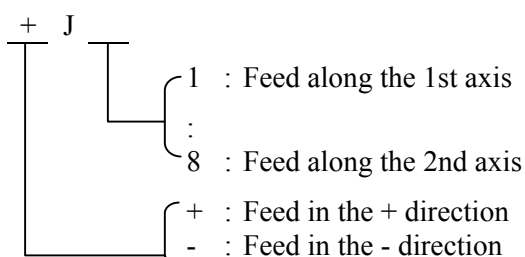 + J
1 : Feed along the 1st axis
:
8 : Feed along the 2nd axis
+ : Feed in the + direction
- : Feed in the - direction